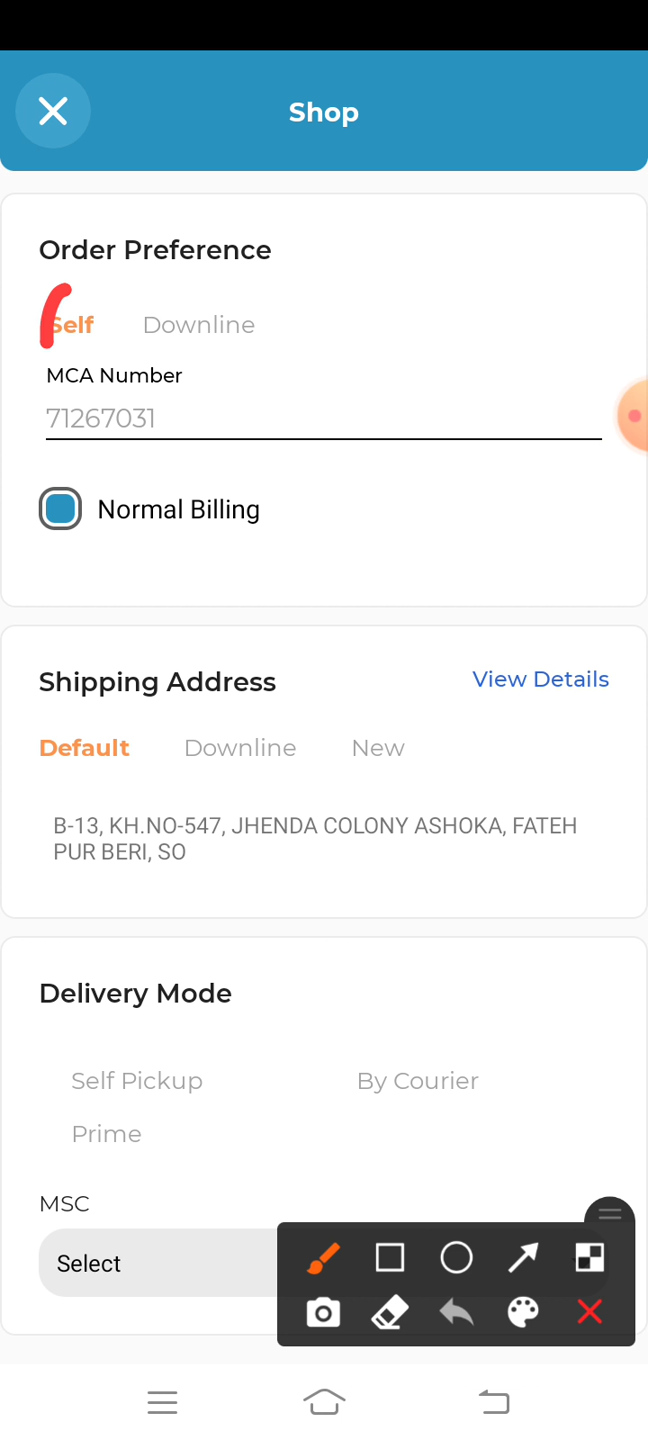 Shop
Order Preference
Self Downline
MCA Number
71267031
Normal Billing
Shipping Address View Details
Default Downline New
B-13, KH.NO-547, JHENDA COLONY ASHOKA, FATEH
PUR BERI, SO
Delivery Mode
Self Pickup By Courier
Prime
MSC
Select